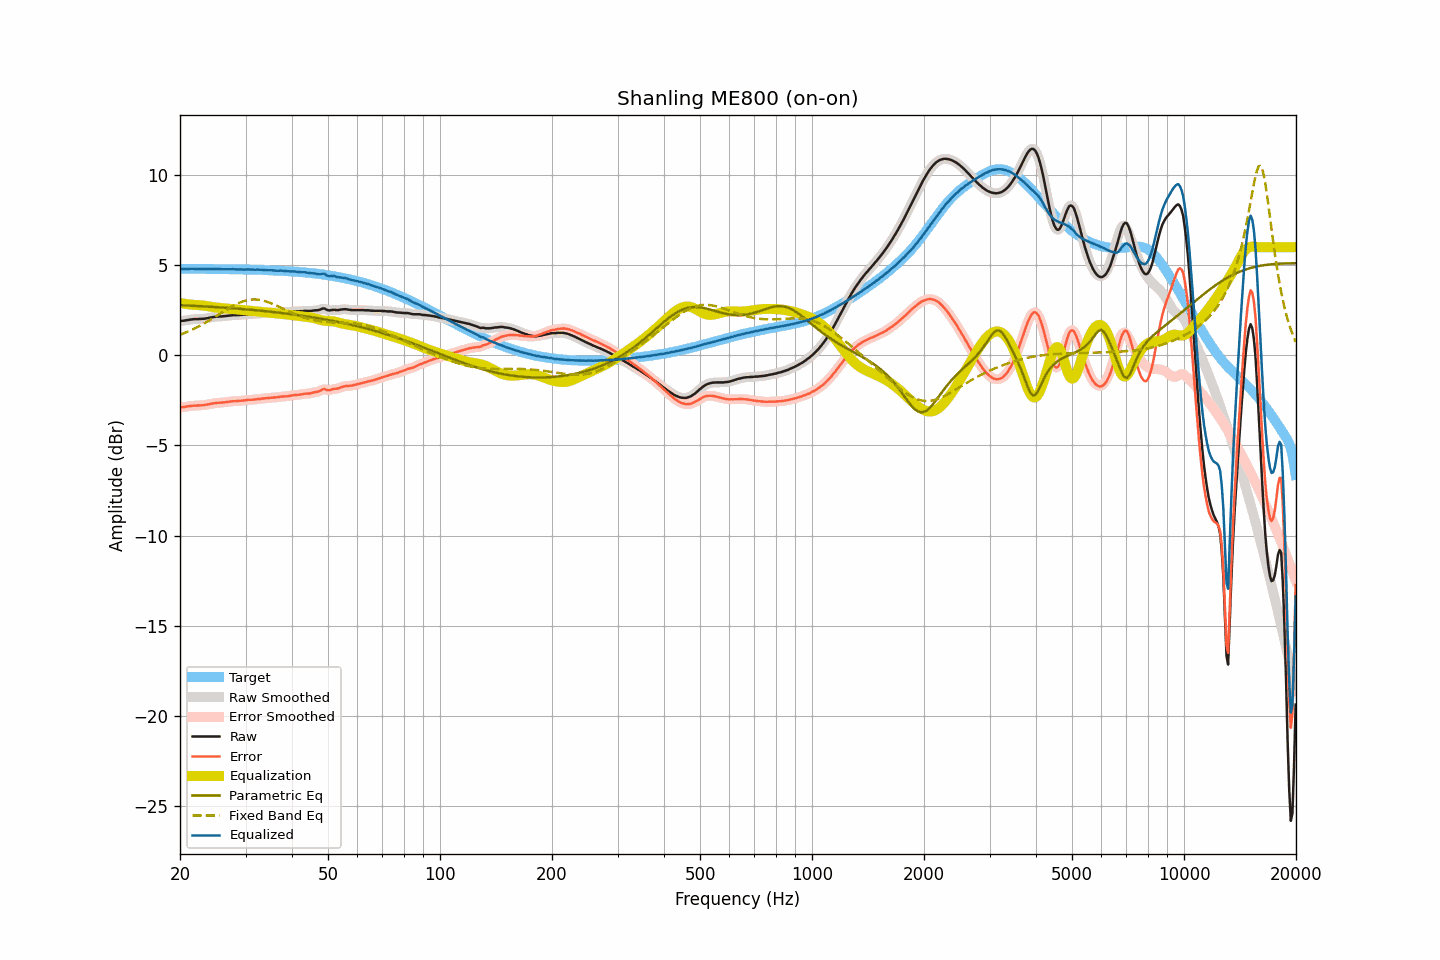 Shanling ME800 (on-on)
10
5
0
−5
−10
−15
−20
−25
Amplitude (dBr)
Target
Raw Smoothed
Error Smoothed
Raw
Error
Equalization
Parametric Eq
Fixed Band Eq
Equalized
20 50 100 200 500 1000 2000 5000 10000 20000
Frequency (Hz)